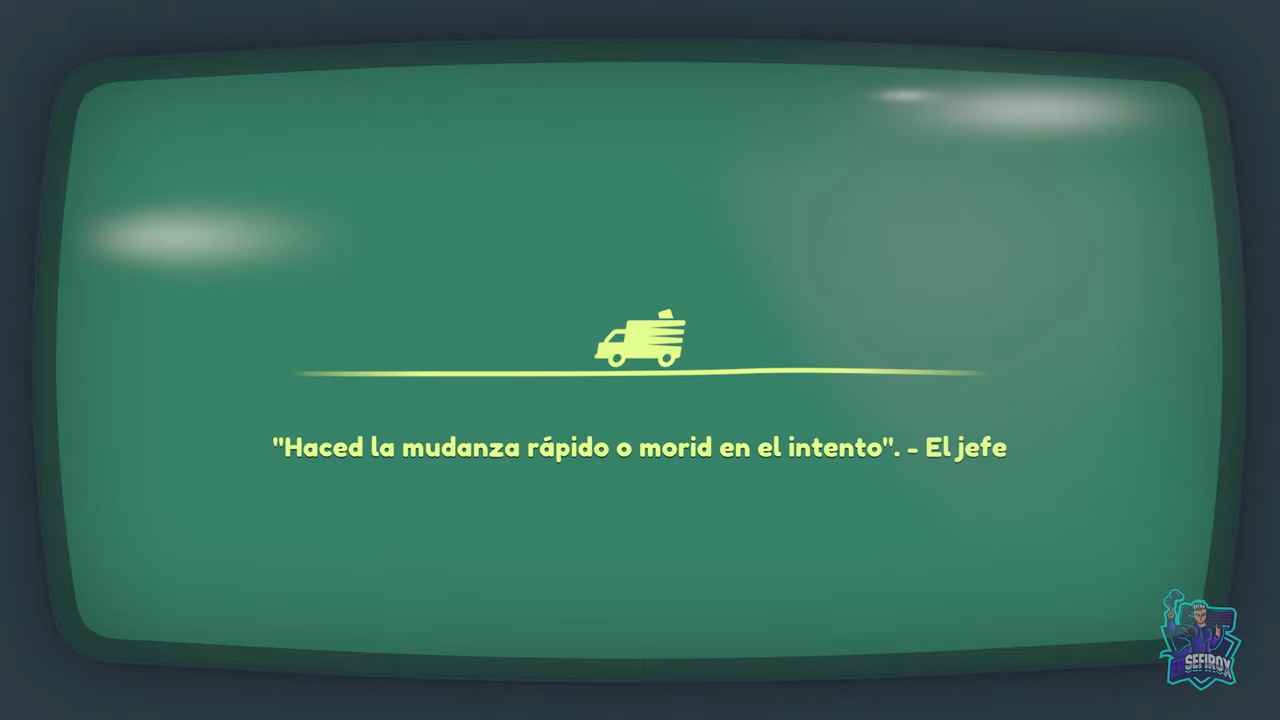 "Haced la mudanza rápido o morid en el intento". - El jefe
SEFIROX